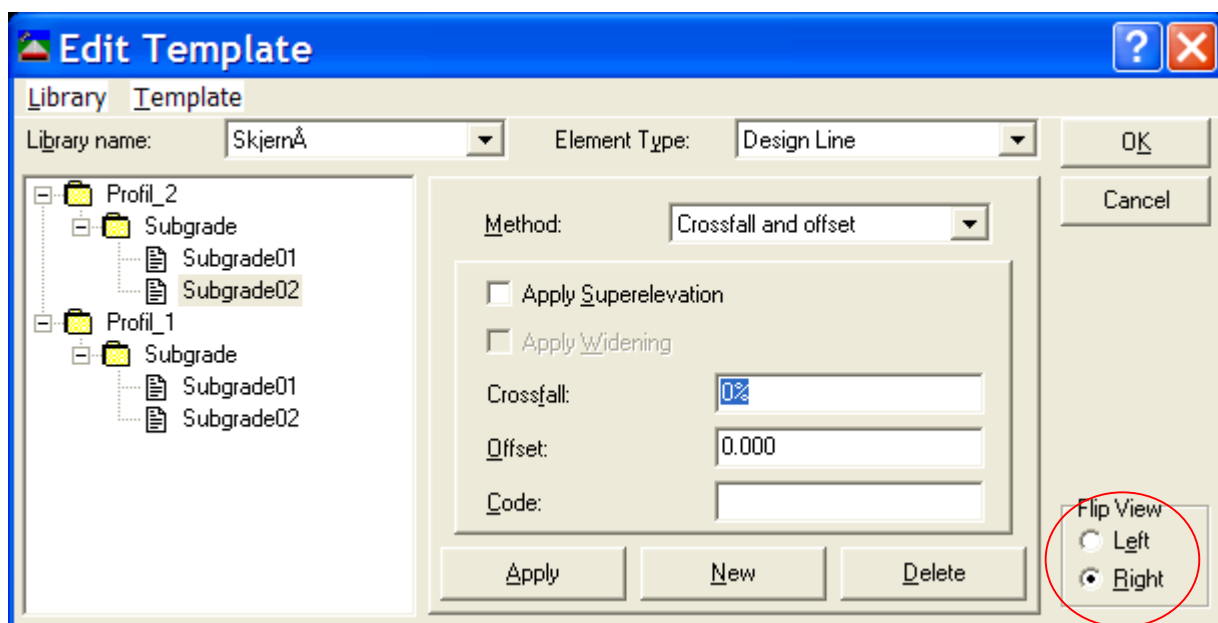 Edit Template
Library Template
Library name: SkjernÅ Element Type: Design Line OK
Cancel
Profil_2
Subgrade
Subgrade01
Subgrade02
Profil_1
Subgrade
Subgrade01
Subgrade02
Method: Crossfall and offset
Apply Superelevation
Apply Widening
Crossfall: 0%
Offset: 0.000
Code:
Apply New Delete
Flip View
Left
Right